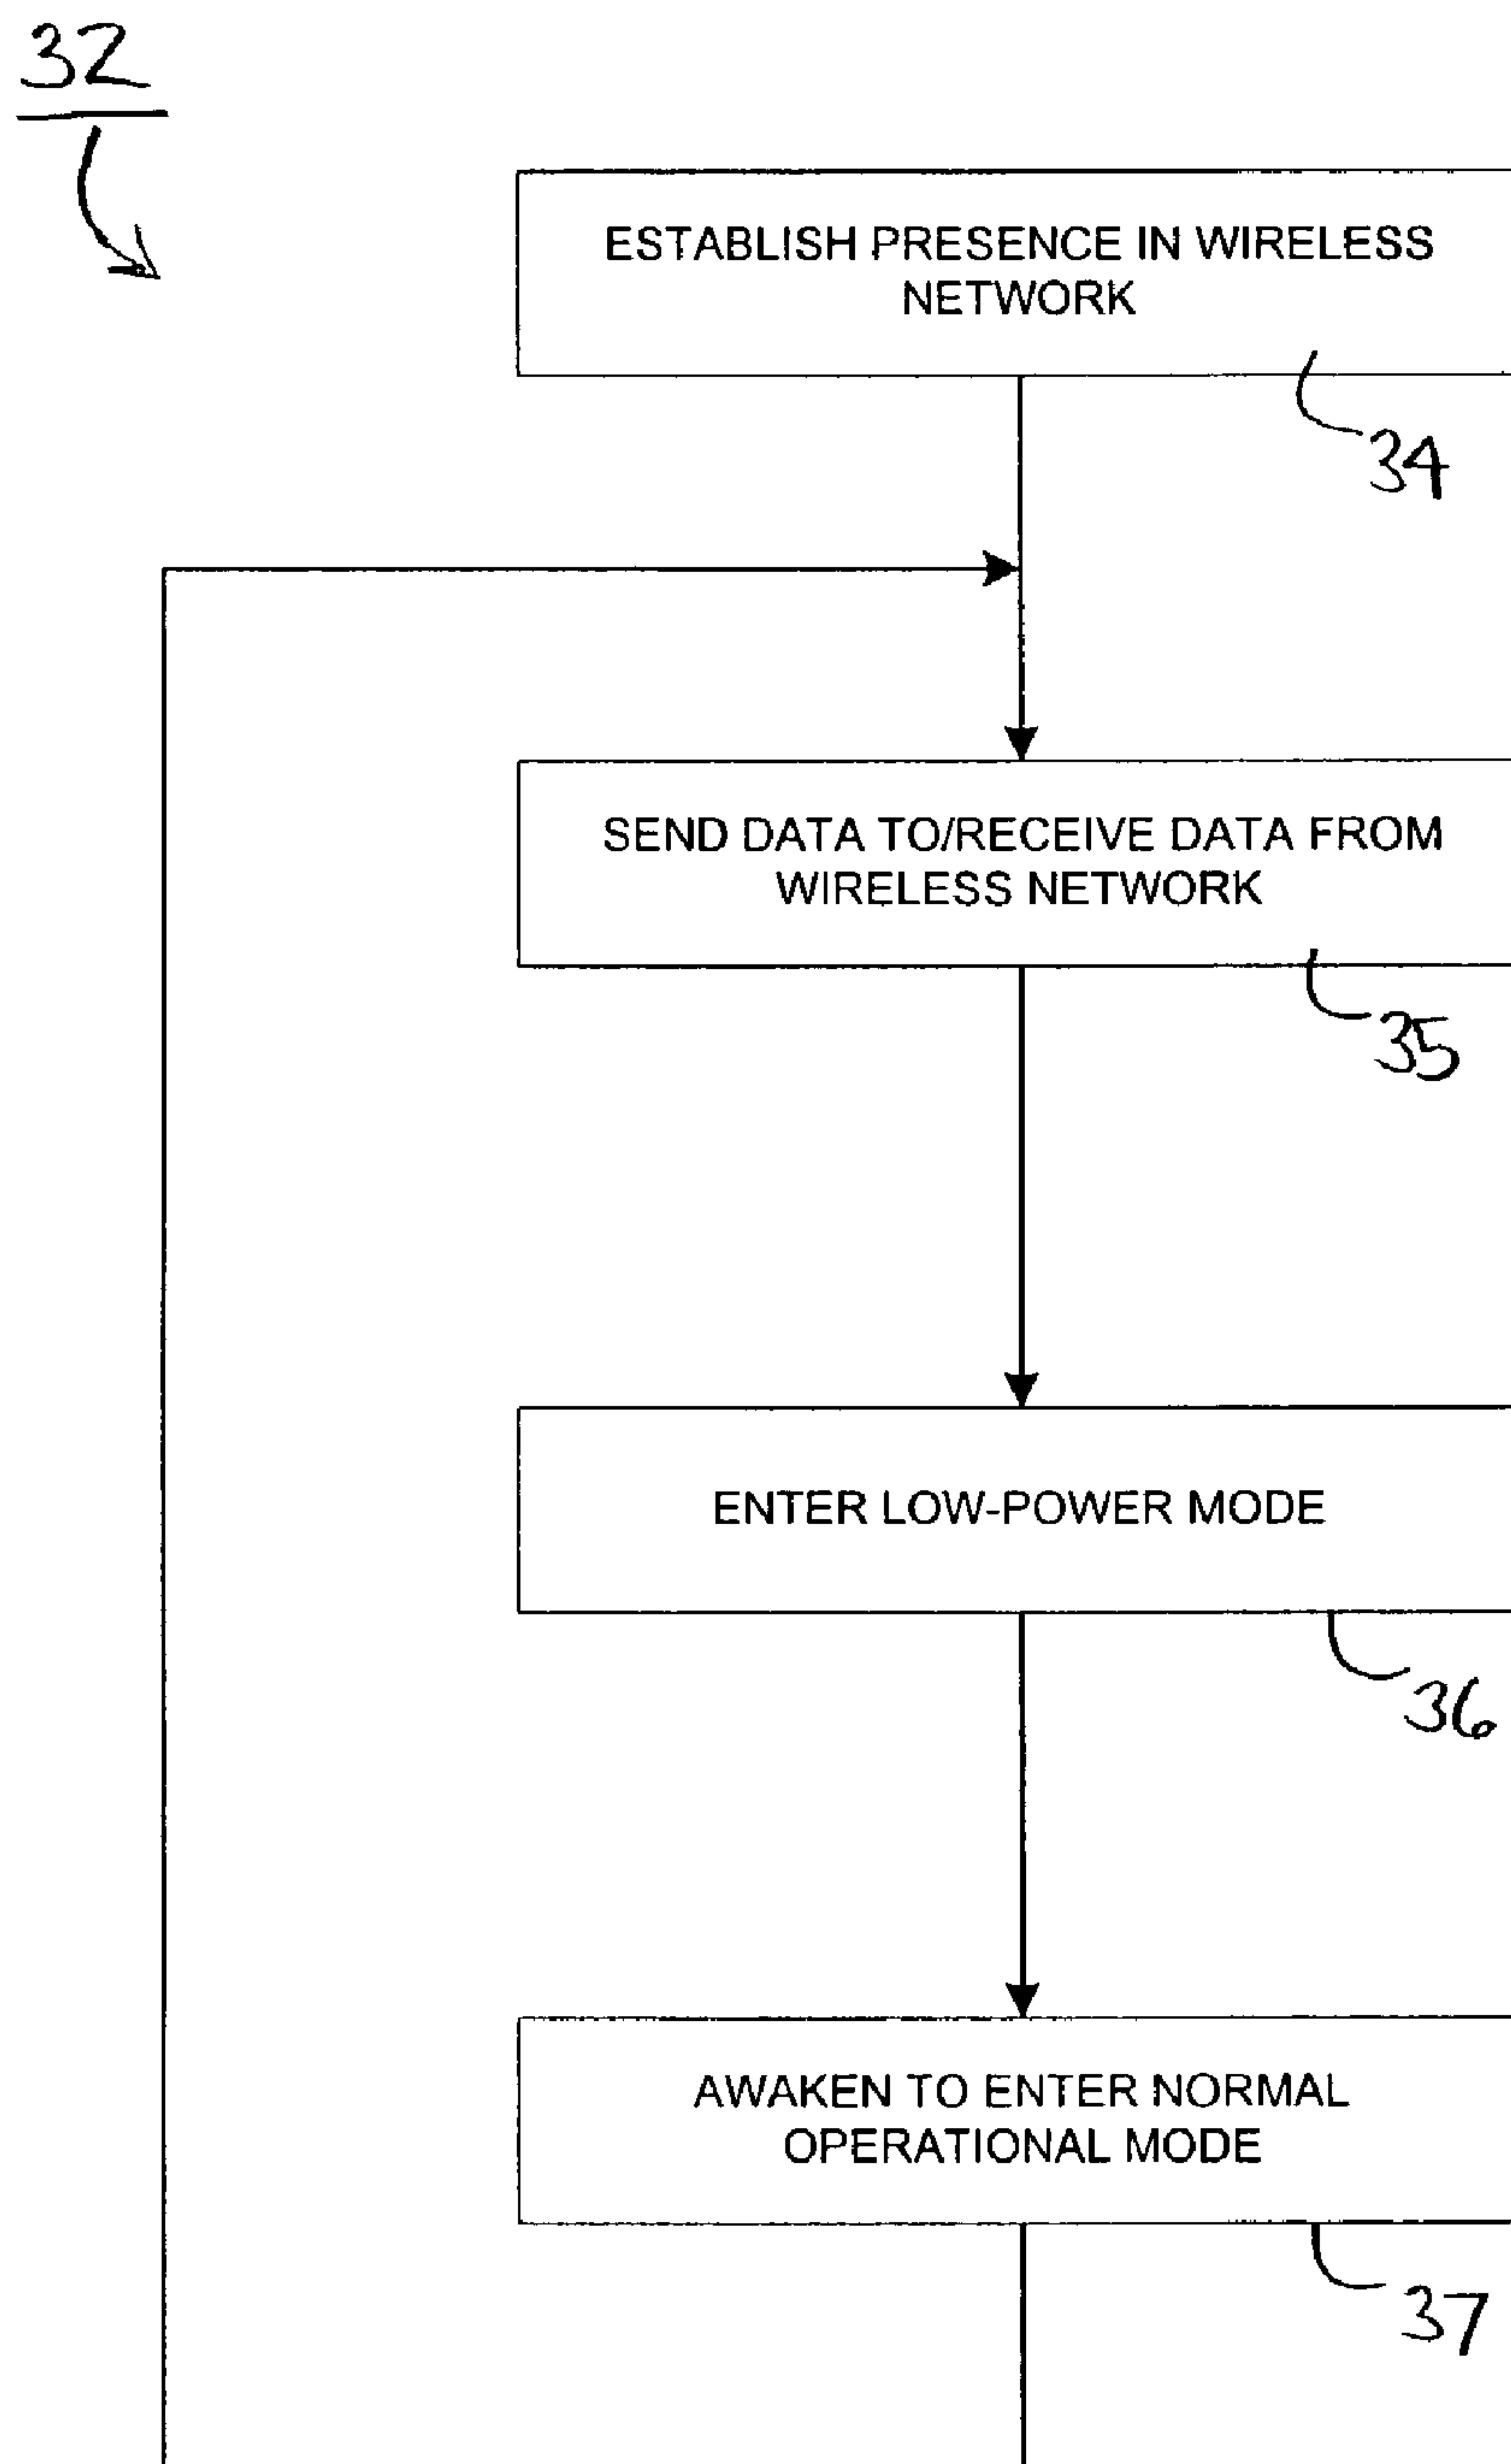 32
ESTABLISH PRESENCE IN WIRELESS
NETWORK
34
SEND DATA TO/RECEIVE DATA FROM
WIRELESS NETWORK
35
ENTER LOW-POWER MODE
36
AWAKEN TO ENTER NORMAL
OPERATIONAL MODE
37